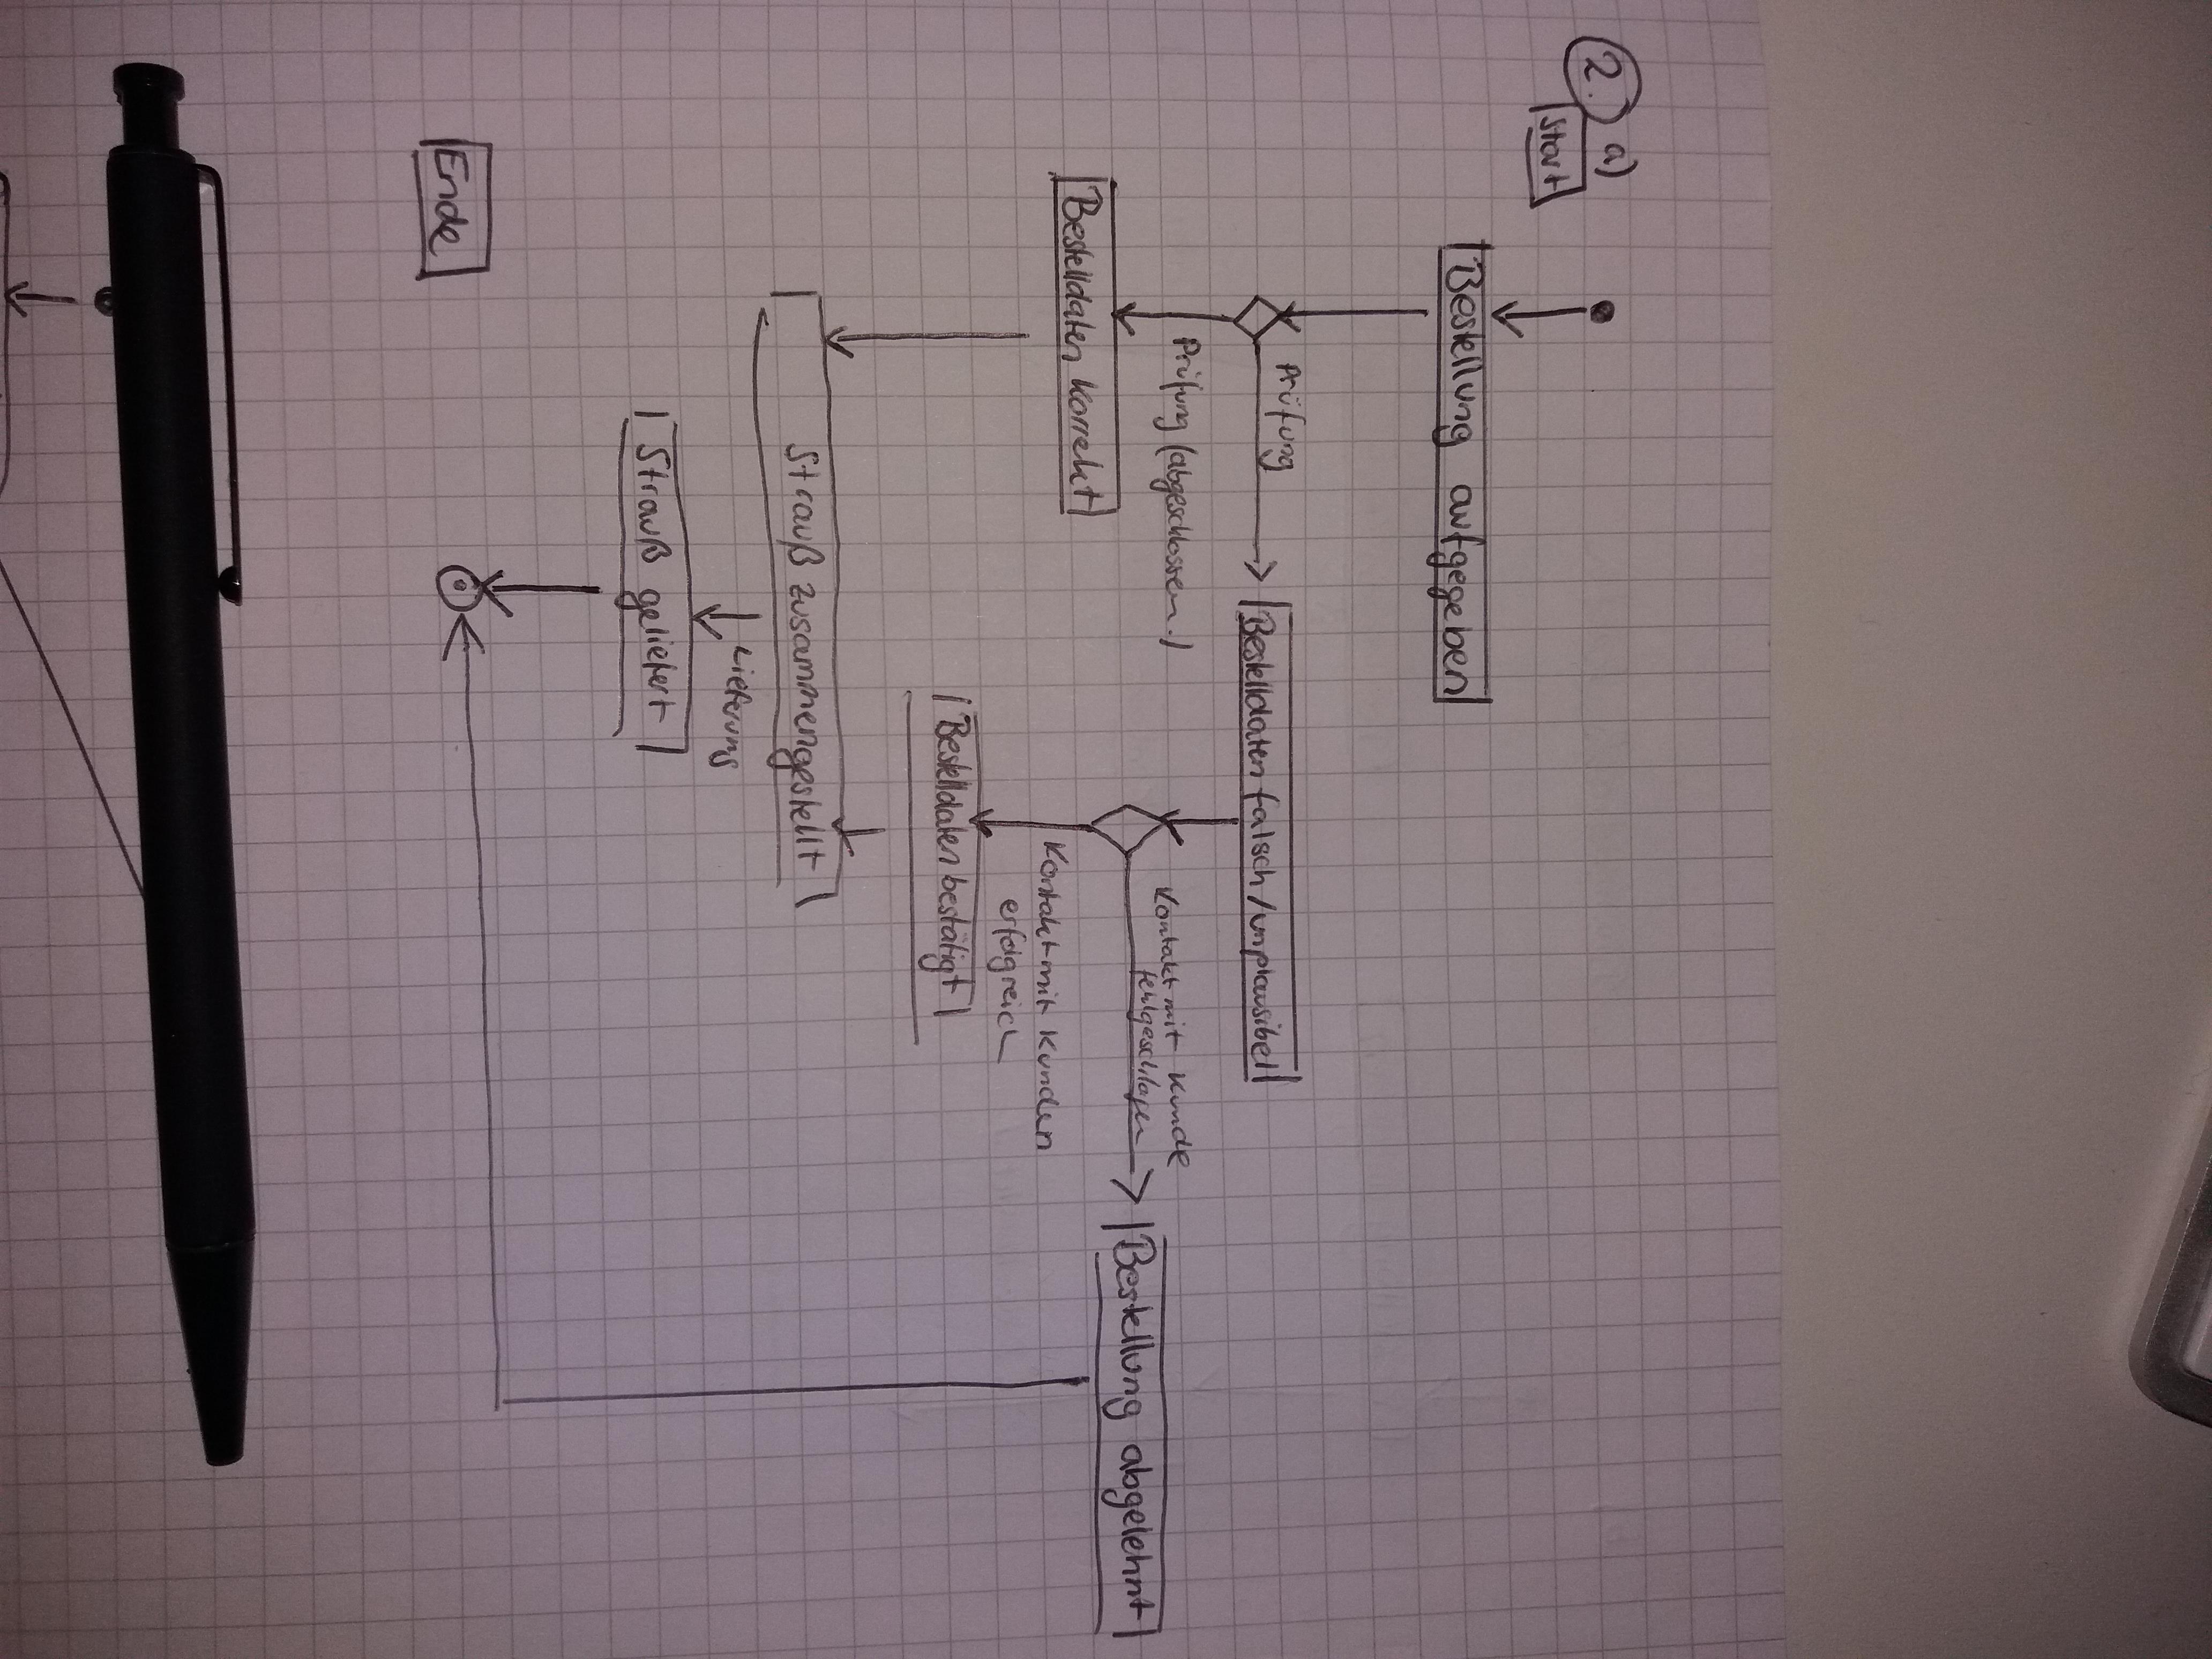 2. a)
Start
Bestellung aufgegeben
Prüfung
Bestelldaten falsch/unplausibel
Prüfung (abgeschlossen)
Kontakt mit Kunde
fehlgeschlagen
Bestellung abgelehnt
Bestelldaten korrekt
Kontakt mit Kunden
erfolgreich
Bestelldaten bestätigt
Strauß zusammengestellt
Lieferung
Strauß geliefert
Ende